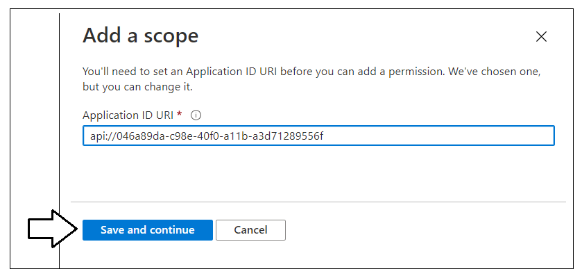 Add a scope
You'll need to set an Application ID URI before you can add a permission. We've chosen one,
but you can change it.
Application ID URI *
api://046a89da-c98e-40f0-a11b-a3d71289556f
Save and continue Cancel